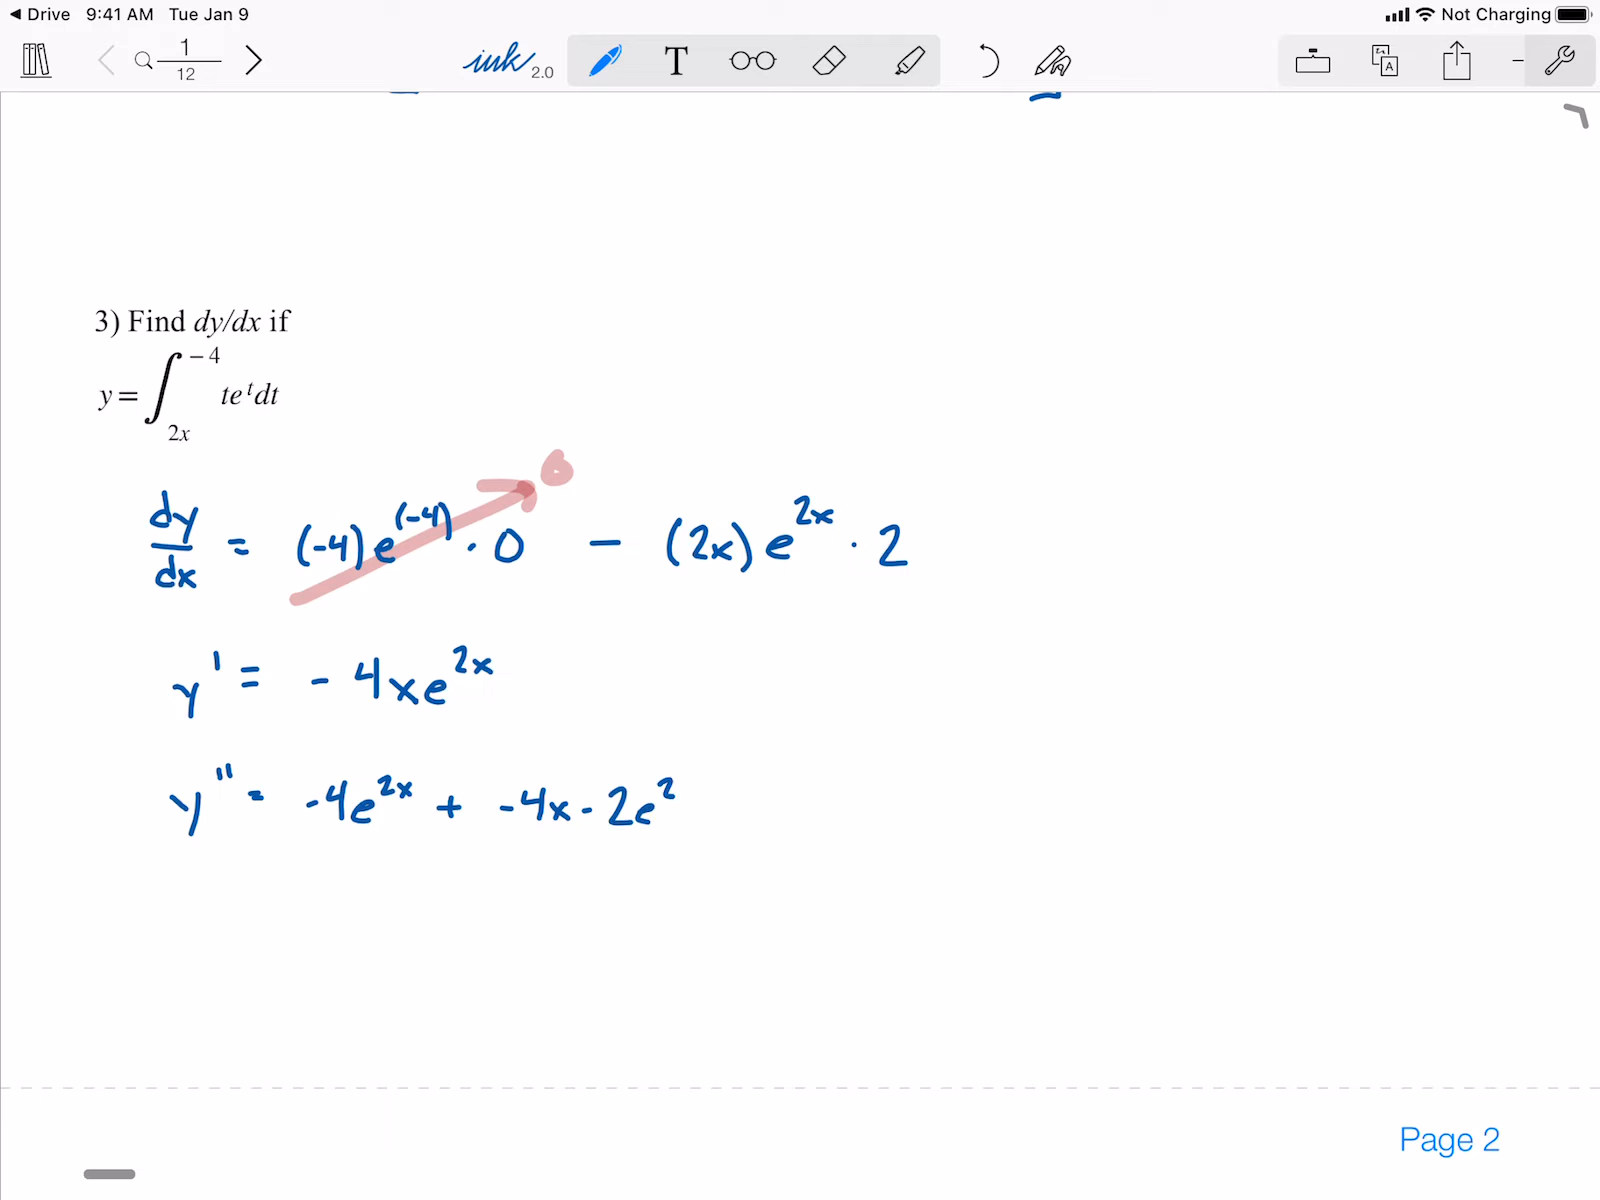 Drive 9:41 AM Tue Jan 9 Not Charging
1
12
ink 2.0 T A
3) Find dy/dx if
y = ∫_{2x}^{-4} te^t dt
dy/dx = (-4)e^{(-4)} · 0 - (2x)e^{2x} · 2
0
y' = -4xe^{2x}
y'' = -4e^{2x} + -4x - 2e^2
Page 2